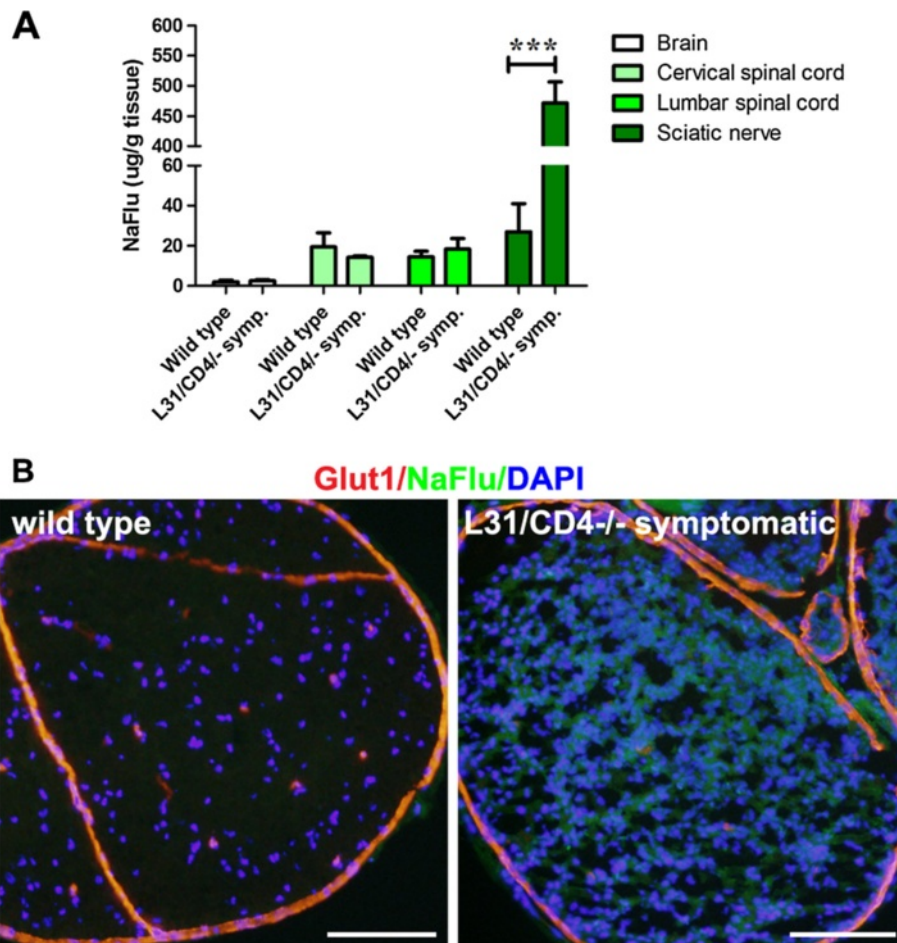 A
600
550
500
450
400
60
40
20
0
NaFlu (ug/g tissue)
***
Brain
Cervical spinal cord
Lumbar spinal cord
Sciatic nerve
Wild type
L31/CD4/- symp.
Wild type
L31/CD4/- symp.
Wild type
L31/CD4/- symp.
Wild type
L31/CD4/- symp.
B
Glut1/NaFlu/DAPI
wild type
L31/CD4-/- symptomatic